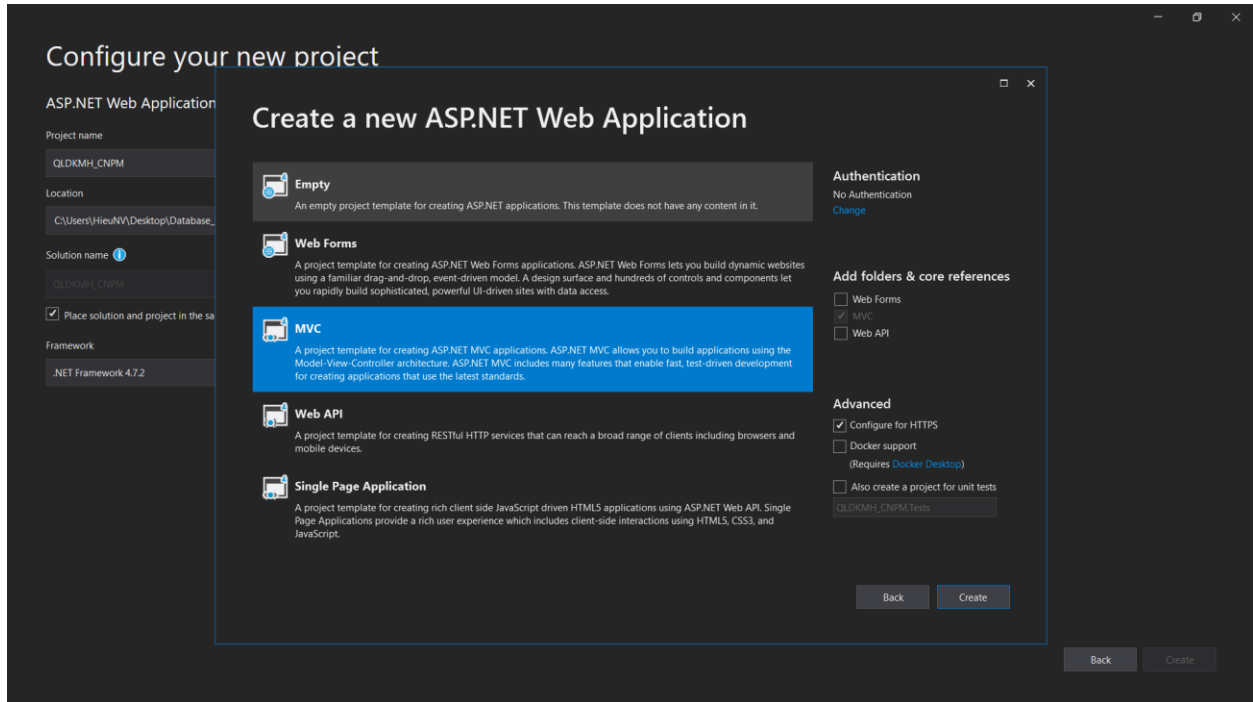 Configure your new project
ASP.NET Web Application
Project name
QLDKMH_CNPM
Location
C:\Users\HieuNV\Desktop\Database_
Solution name
QLDKMH_CNPM
Place solution and project in the sa
Framework
.NET Framework 4.7.2
Create a new ASP.NET Web Application
Empty
An empty project template for creating ASP.NET applications. This template does not have any content in it.
Web Forms
A project template for creating ASP.NET Web Forms applications. ASP.NET Web Forms lets you build dynamic websites
using a familiar drag-and-drop, event-driven model. A design surface and hundreds of controls and components let
you rapidly build sophisticated, powerful UI-driven sites with data access.
MVC
A project template for creating ASP.NET MVC applications. ASP.NET MVC allows you to build applications using the
Model-View-Controller architecture. ASP.NET MVC includes many features that enable fast, test-driven development
for creating applications that use the latest standards.
Web API
A project template for creating RESTful HTTP services that can reach a broad range of clients including browsers and
mobile devices.
Single Page Application
A project template for creating rich client side JavaScript driven HTML5 applications using ASP.NET Web API. Single
Page Applications provide a rich user experience which includes client-side interactions using HTML5, CSS3, and
JavaScript.
Authentication
No Authentication
Change
Add folders & core references
Web Forms
MVC
Web API
Advanced
Configure for HTTPS
Docker support
(Requires Docker Desktop)
Also create a project for unit tests
QLDKMH_CNPM.Tests
Back
Create
Back
Create